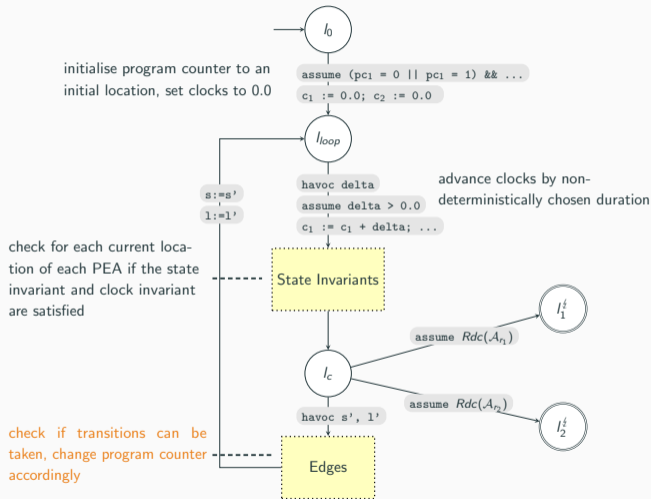 l₀
initialise program counter to an
initial location, set clocks to 0.0
assume (pc₁ = 0 || pc₁ = 1) && ...
c₁ := 0.0; c₂ := 0.0
l_loop
s:=s'
l:=l'
havoc delta
assume delta > 0.0
c₁ := c₁ + delta; ...
advance clocks by non-
deterministically chosen duration
check for each current loca-
tion of each PEA if the state
invariant and clock invariant
are satisfied
State Invariants
l₁^↯
assume Rdc(𝒜_r₁)
l_c
assume Rdc(𝒜_r₂)
l₂^↯
havoc s', l'
check if transitions can be
taken, change program counter
accordingly
Edges